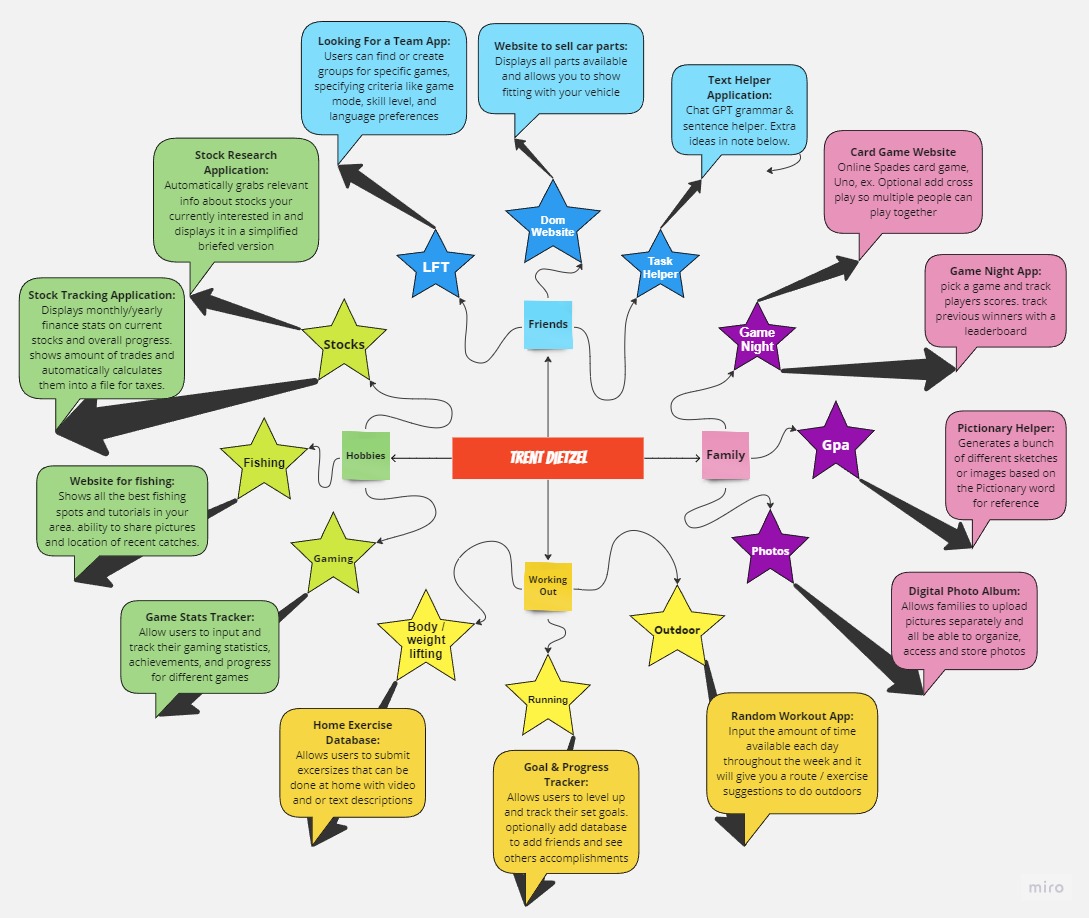 Looking For a Team App:
Users can find or create
groups for specific games,
specifying criteria like game
mode, skill level, and
language preferences
Website to sell car parts:
Displays all parts available
and allows you to show
fitting with your vehicle
Text Helper
Application:
Chat GPT grammar &
sentence helper. Extra
ideas in note below.
Card Game Website
Online Spades card game,
Uno, ex. Optional add cross
play so multiple people can
play together
Stock Research
Application:
Automatically grabs relevant
info about stocks your
currently interested in and
displays it in a simplified
briefed version
Dom
Website
LFT
Task
Helper
Game Night App:
pick a game and track
players scores. track
previous winners with a
leaderboard
Stock Tracking Application:
Displays monthly/yearly
finance stats on current
stocks and overall progress.
shows amount of trades and
automatically calculates
them into a file for taxes.
Stocks
Friends
Game
Night
Fishing
Hobbies
TRENT DIETZEL
Family
Gpa
Pictionary Helper:
Generates a bunch
of different sketches
or images based on
the Pictionary word
for reference
Website for fishing:
Shows all the best fishing
spots and tutorials in your
area. ability to share pictures
and location of recent catches.
Gaming
Working
Out
Photos
Digital Photo Album:
Allows families to upload
pictures separately and
all be able to organize,
access and store photos
Game Stats Tracker:
Allow users to input and
track their gaming statistics,
achievements, and progress
for different games
Body /
weight
lifting
Running
Outdoor
Home Exercise
Database:
Allows users to submit
excersizes that can be
done at home with video
and or text descriptions
Goal & Progress
Tracker:
Allows users to level up
and track their set goals.
optionally add database
to add friends and see
others accomplishments
Random Workout App:
Input the amount of time
available each day
throughout the week and it
will give you a route / exercise
suggestions to do outdoors
miro